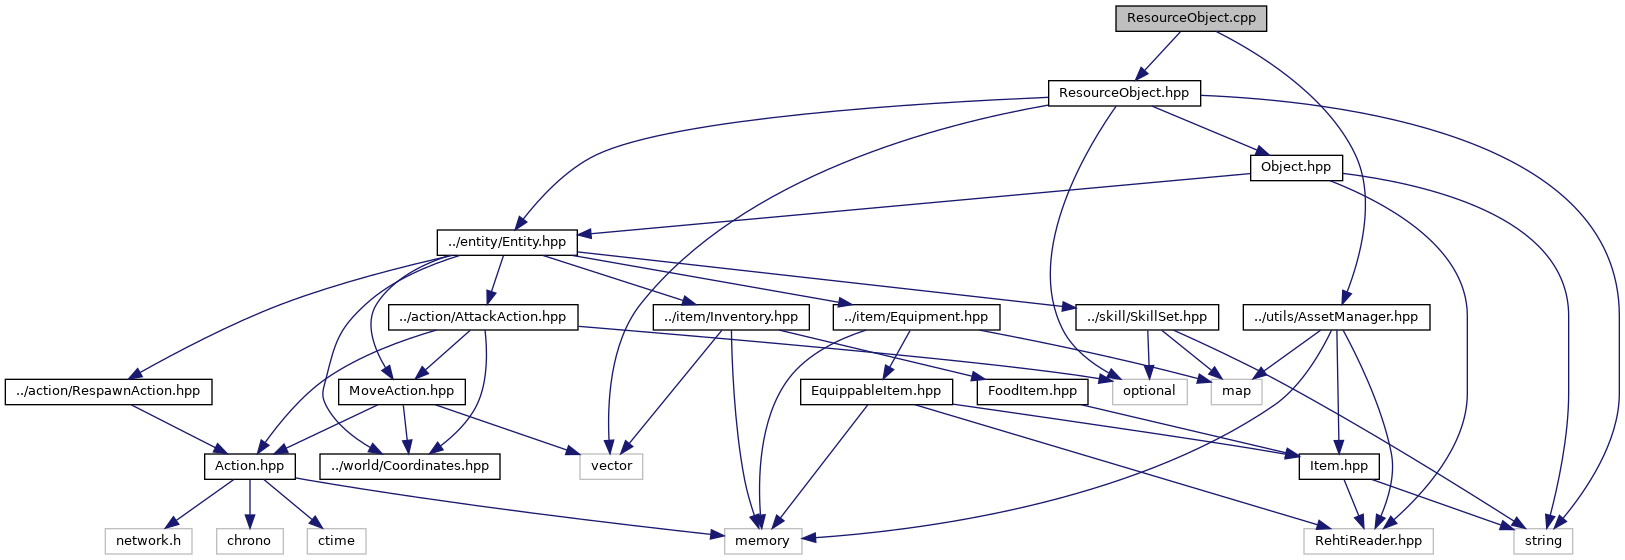 ResourceObject.cpp
ResourceObject.hpp
Object.hpp
../entity/Entity.hpp
../action/AttackAction.hpp
../item/Inventory.hpp
../item/Equipment.hpp
../skill/SkillSet.hpp
../utils/AssetManager.hpp
../action/RespawnAction.hpp
MoveAction.hpp
EquippableItem.hpp
FoodItem.hpp
optional
map
Action.hpp
../world/Coordinates.hpp
vector
Item.hpp
network.h
chrono
ctime
memory
RehtiReader.hpp
string